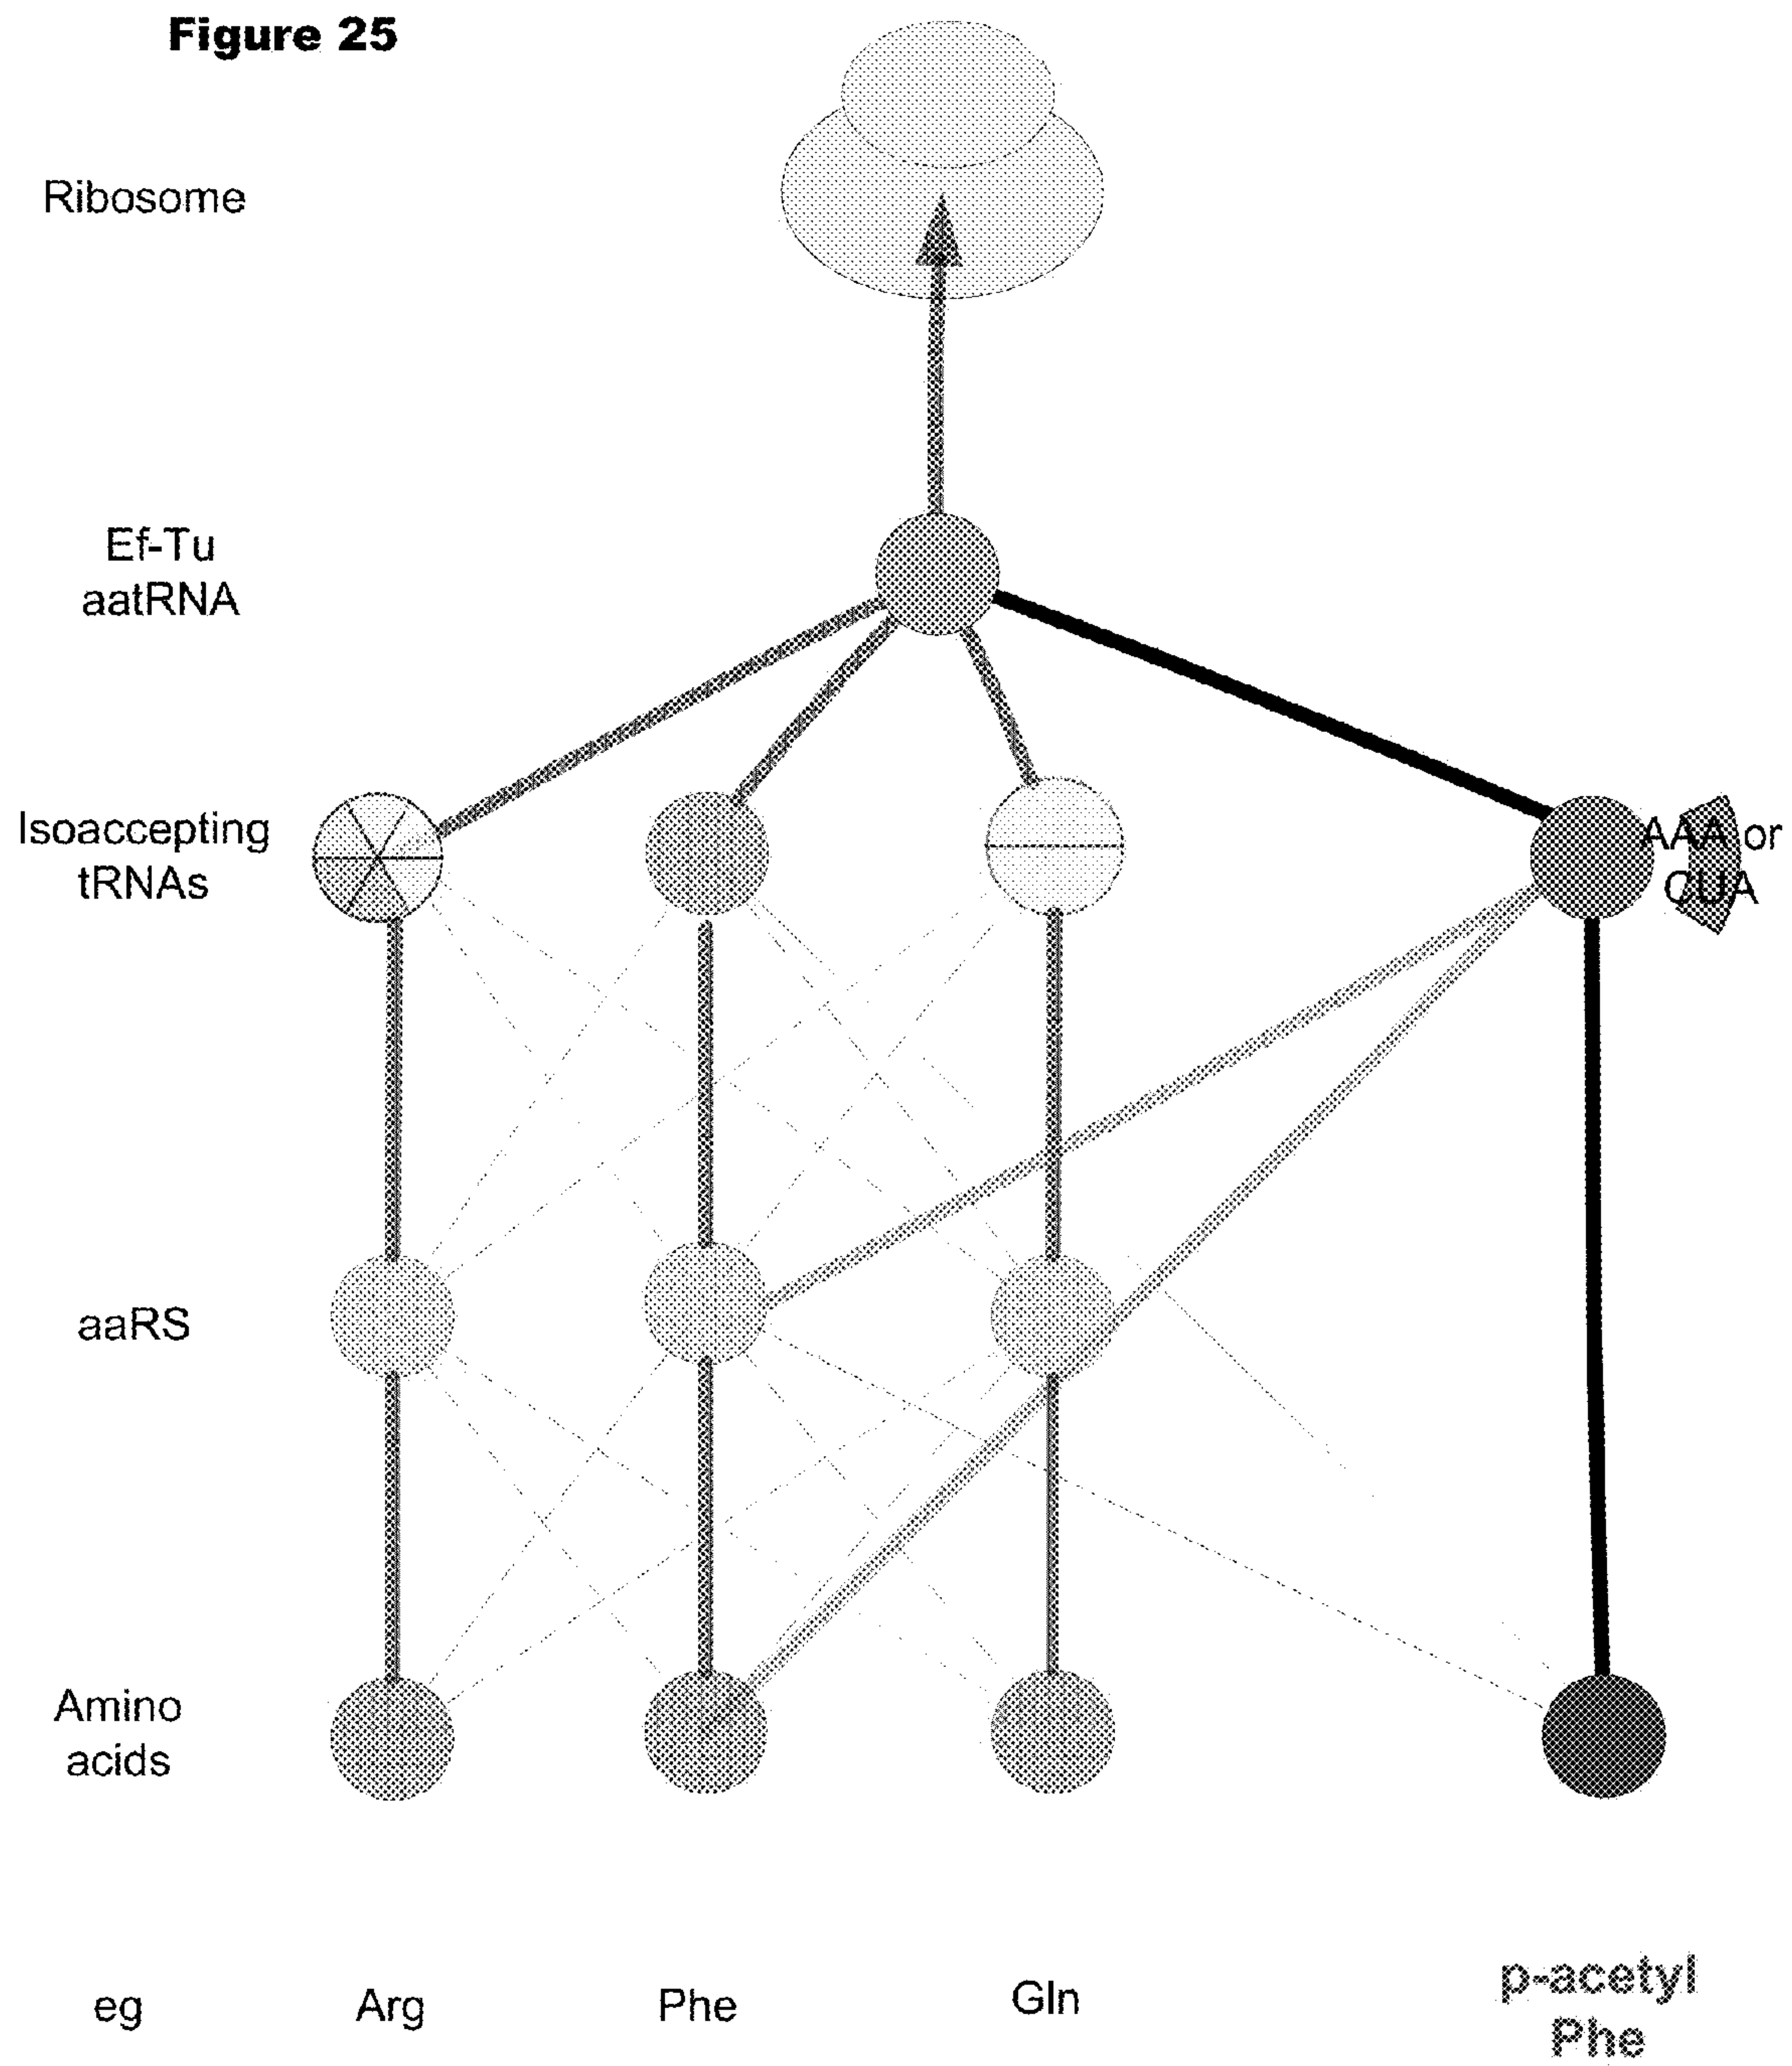 Figure 25
Ribosome
Ef-Tu
aatRNA
Isoaccepting
tRNAs
AAA or
CUA
aaRS
Amino
acids
eg
Arg
Phe
Gln
p-acetyl
Phe